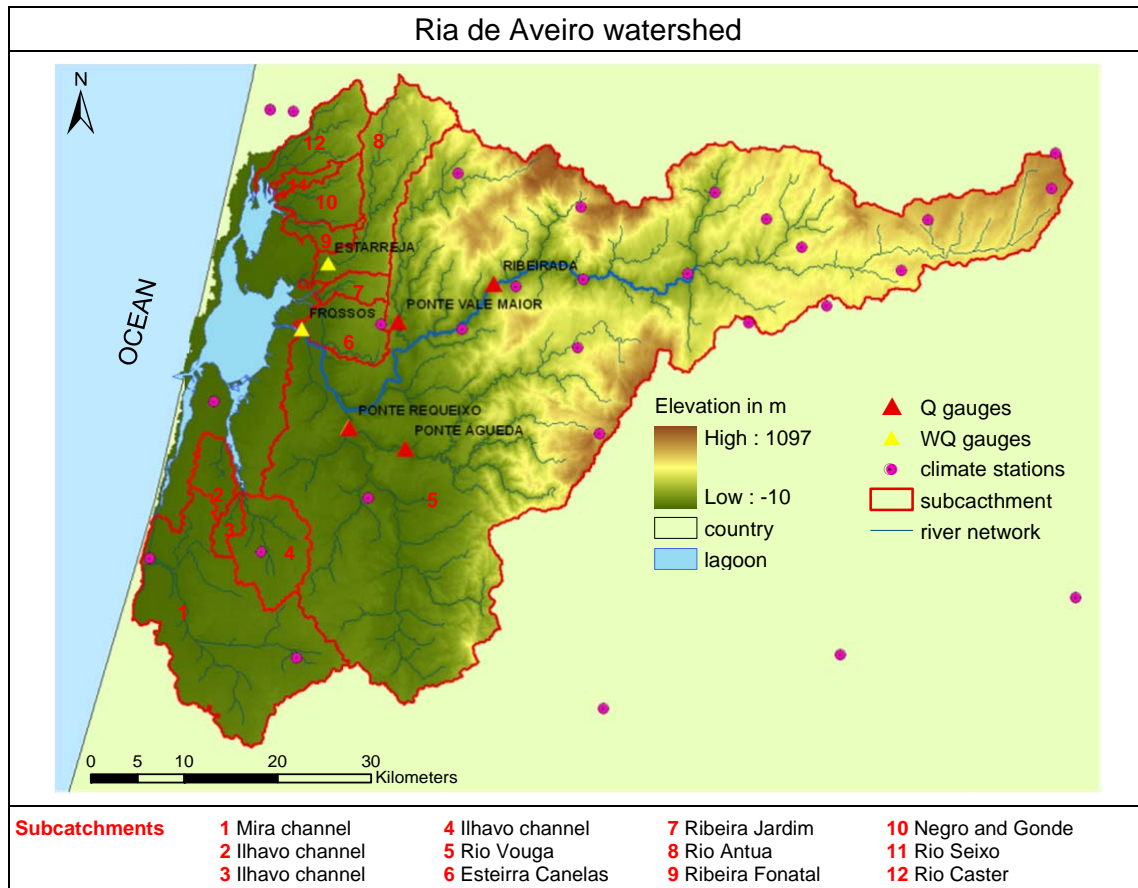 Ria de Aveiro watershed
N
12
8
11
10
9
ESTARREJA
RIBEIRADA
7
PONTE VALE MAIOR
FROSSOS
6
OCEAN
PONTE REQUEIXO
PONTE AGUEDA
5
2
3
4
1
Elevation in m
High : 1097
Low : -10
country
lagoon
Q gauges
WQ gauges
climate stations
subcacthment
river network
0 5 10 20 30
Kilometers
Subcatchments
1 Mira channel
2 Ilhavo channel
3 Ilhavo channel
4 Ilhavo channel
5 Rio Vouga
6 Esteirra Canelas
7 Ribeira Jardim
8 Rio Antua
9 Ribeira Fonatal
10 Negro and Gonde
11 Rio Seixo
12 Rio Caster